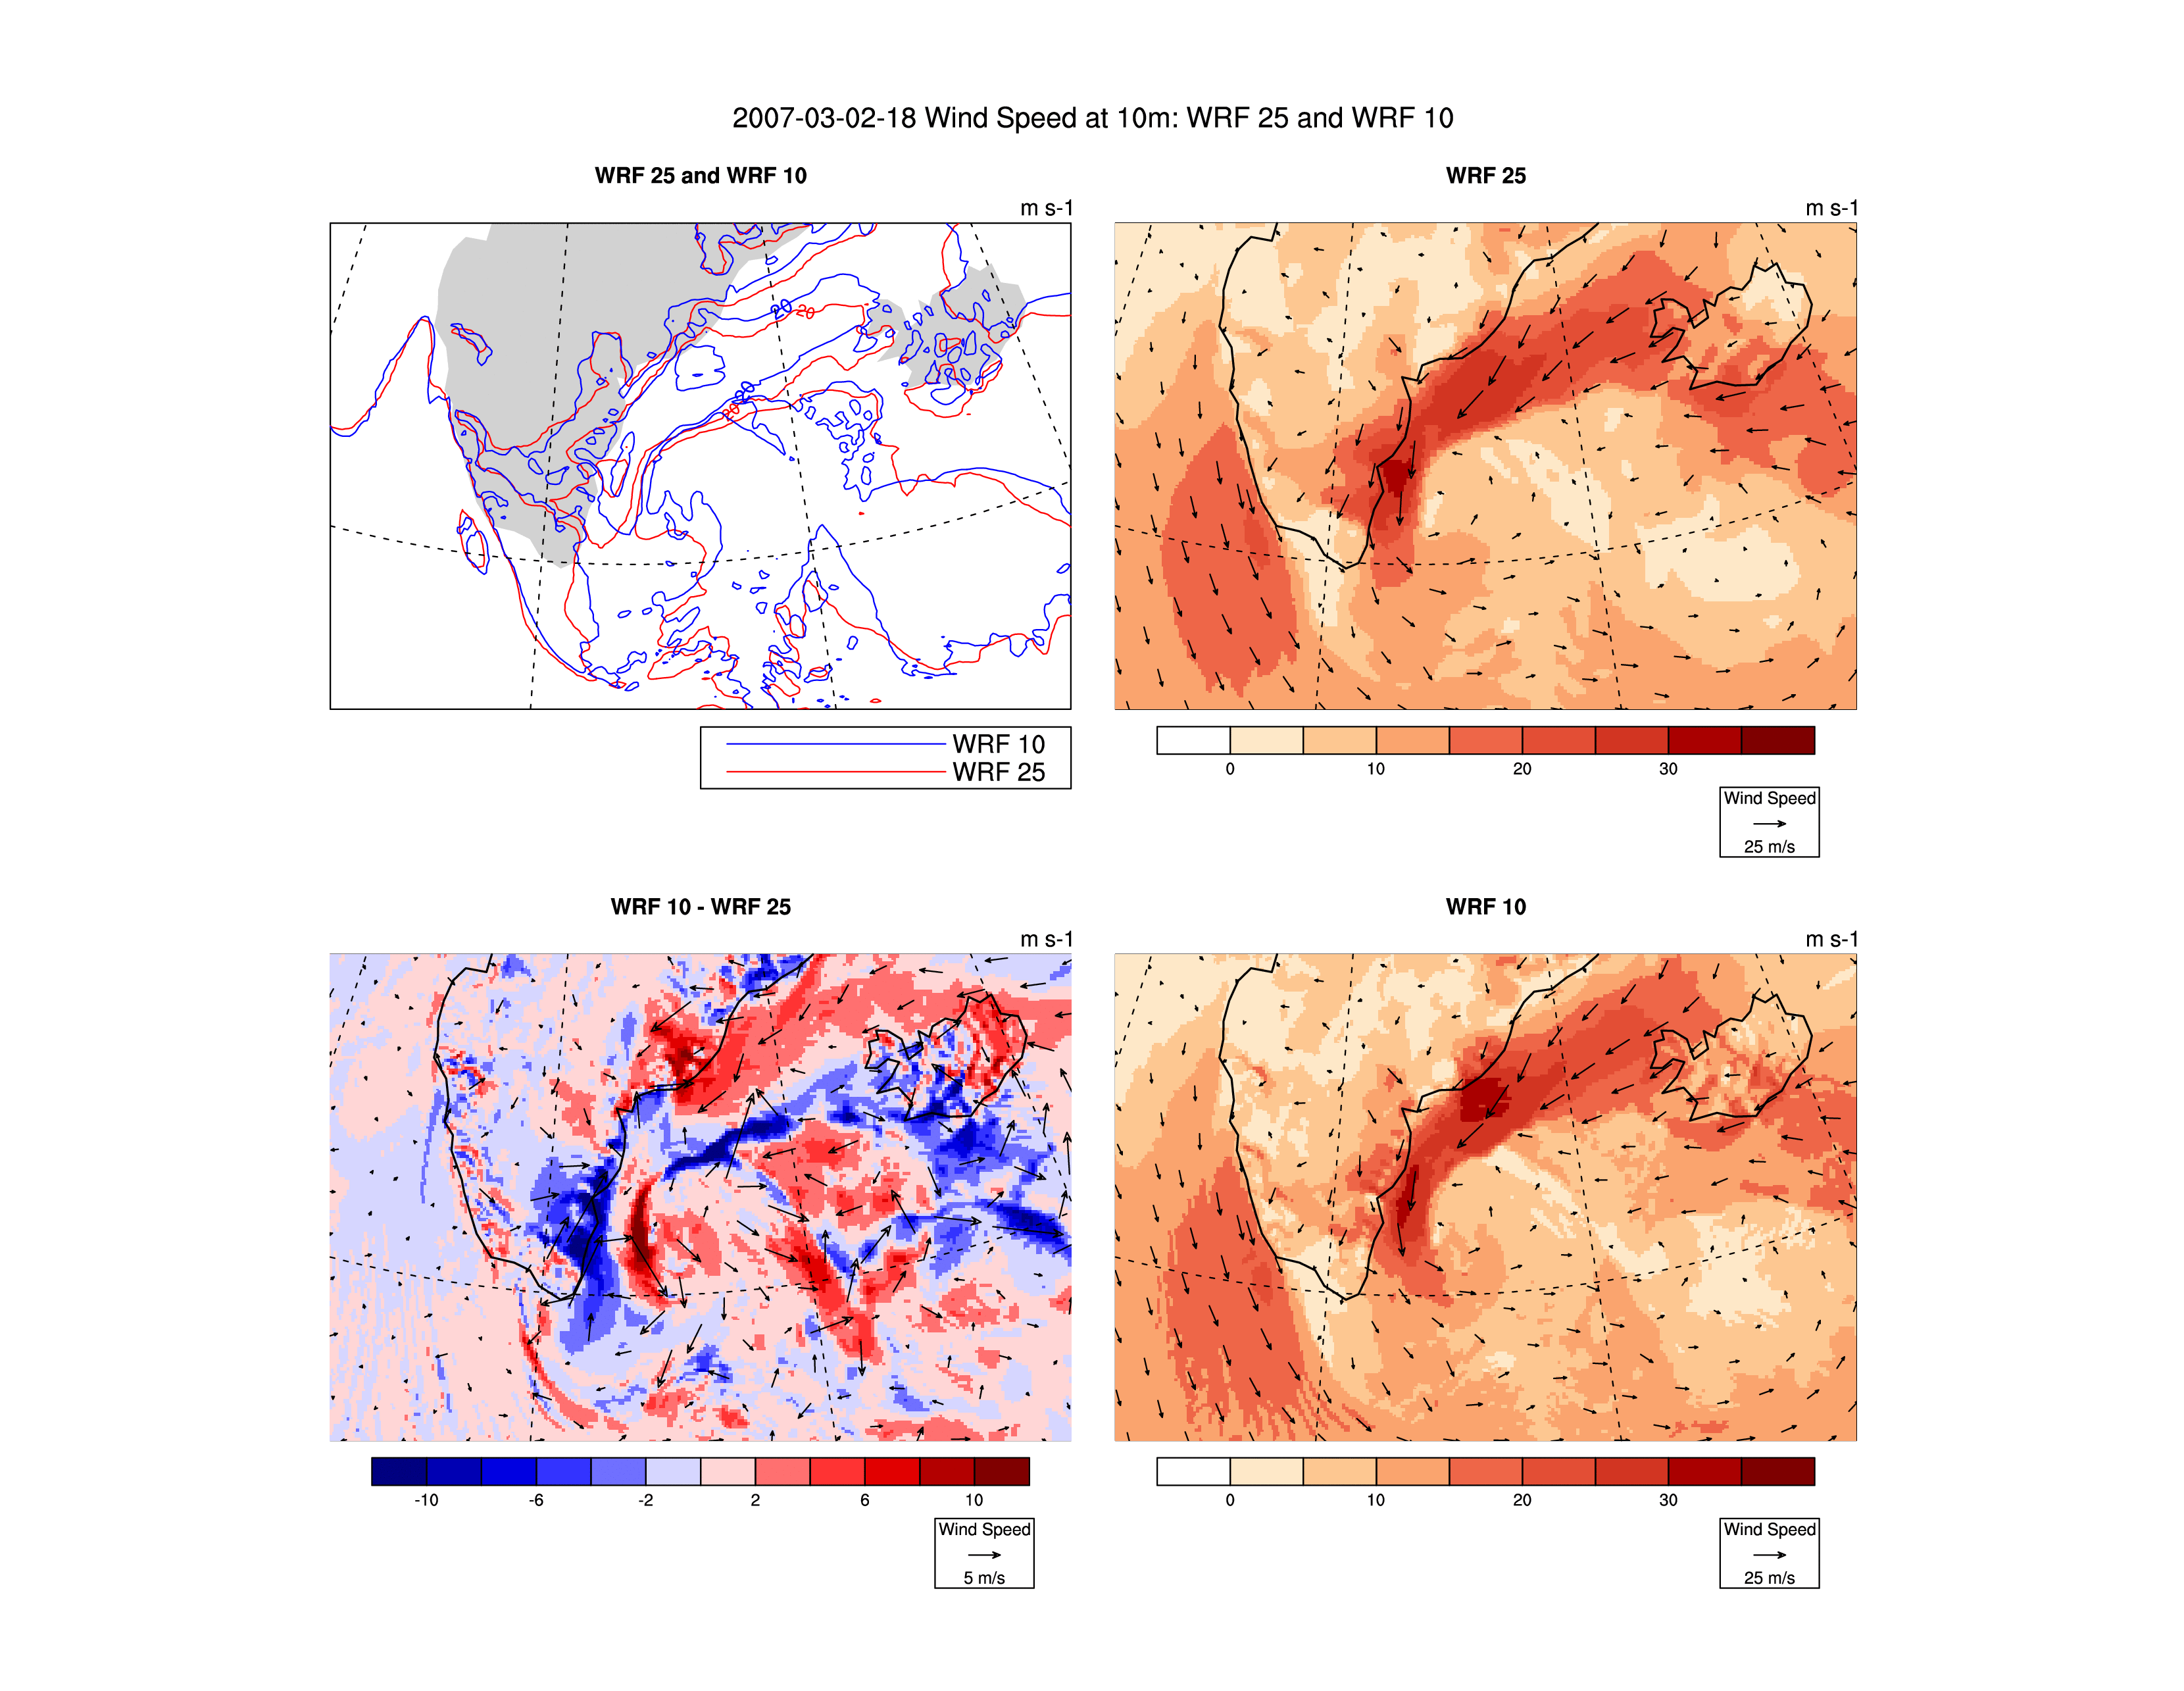 2007-03-02-18 Wind Speed at 10m: WRF 25 and WRF 10
WRF 25 and WRF 10
m s-1
20
20
20
20
WRF 10
WRF 25
WRF 25
m s-1
0 10 20 30
Wind Speed
25 m/s
WRF 10 - WRF 25
m s-1
-10 -6 -2 2 6 10
Wind Speed
5 m/s
WRF 10
m s-1
0 10 20 30
Wind Speed
25 m/s